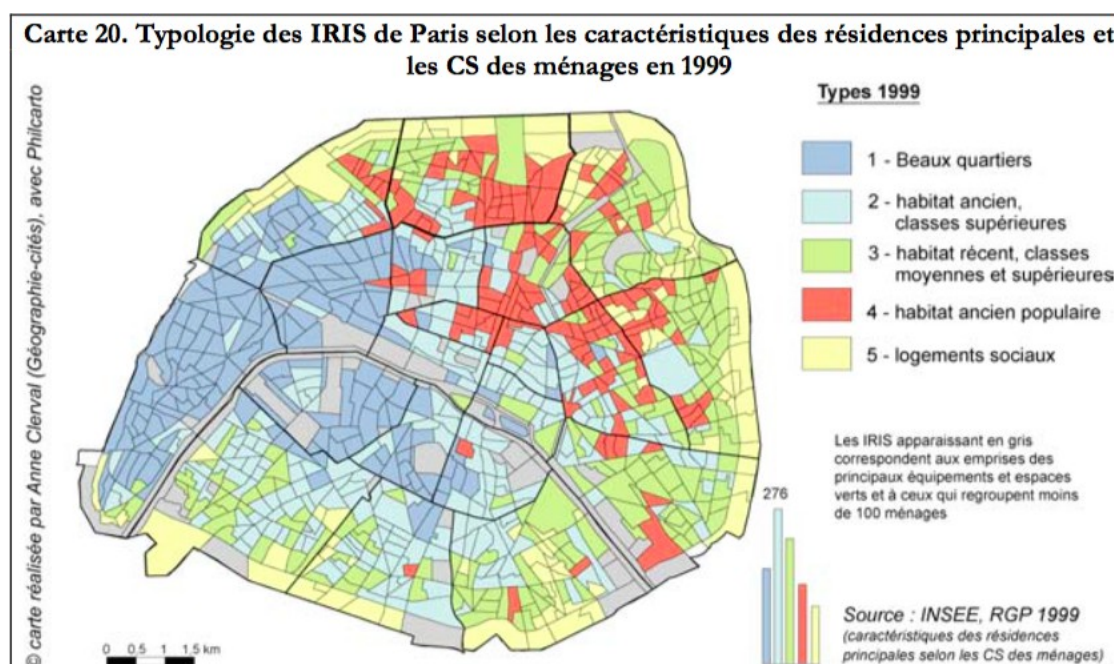 Carte 20. Typologie des IRIS de Paris selon les caractéristiques des résidences principales et
les CS des ménages en 1999
© carte réalisée par Anne Clerval (Géographie-cités), avec Philcarto
Types 1999
1 - Beaux quartiers
2 - habitat ancien,
classes supérieures
3 - habitat récent, classes
moyennes et supérieures
4 - habitat ancien populaire
5 - logements sociaux
Les IRIS apparaissant en gris
correspondent aux emprises des
principaux équipements et espaces
verts et à ceux qui regroupent moins
de 100 ménages
276
Source : INSEE, RGP 1999
(caractéristiques des résidences
principales selon les CS des ménages)
0 0,5 1 1,5 km